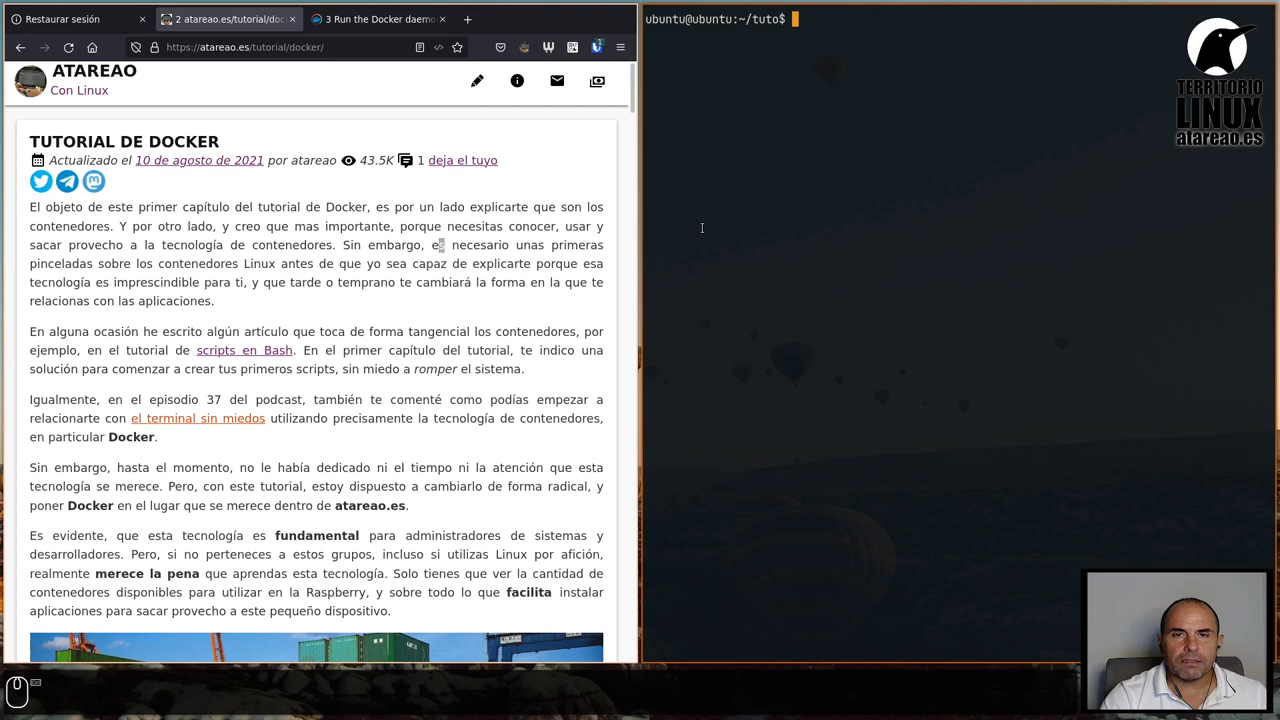 Restaurar sesión
2 atareao.es/tutorial/doc
3 Run the Docker daemo
https://atareao.es/tutorial/docker/
ATAREAO
Con Linux
TUTORIAL DE DOCKER
Actualizado el 10 de agosto de 2021 por atareao 43.5K 1 deja el tuyo
El objeto de este primer capítulo del tutorial de Docker, es por un lado explicarte que son los
contenedores. Y por otro lado, y creo que mas importante, porque necesitas conocer, usar y
sacar provecho a la tecnología de contenedores. Sin embargo, es necesario unas primeras
pinceladas sobre los contenedores Linux antes de que yo sea capaz de explicarte porque esa
tecnología es imprescindible para ti, y que tarde o temprano te cambiará la forma en la que te
relacionas con las aplicaciones.
En alguna ocasión he escrito algún artículo que toca de forma tangencial los contenedores, por
ejemplo, en el tutorial de scripts en Bash. En el primer capítulo del tutorial, te indico una
solución para comenzar a crear tus primeros scripts, sin miedo a romper el sistema.
Igualmente, en el episodio 37 del podcast, también te comenté como podías empezar a
relacionarte con el terminal sin miedos utilizando precisamente la tecnología de contenedores,
en particular Docker.
Sin embargo, hasta el momento, no le había dedicado ni el tiempo ni la atención que esta
tecnología se merece. Pero, con este tutorial, estoy dispuesto a cambiarlo de forma radical, y
poner Docker en el lugar que se merece dentro de atareao.es.
Es evidente, que esta tecnología es fundamental para administradores de sistemas y
desarrolladores. Pero, si no perteneces a estos grupos, incluso si utilizas Linux por afición,
realmente merece la pena que aprendas esta tecnología. Solo tienes que ver la cantidad de
contenedores disponibles para utilizar en la Raspberry, y sobre todo lo que facilita instalar
aplicaciones para sacar provecho a este pequeño dispositivo.
ubuntu@ubuntu:~/tuto$
TERRITORIO
LINUX
atareao.es